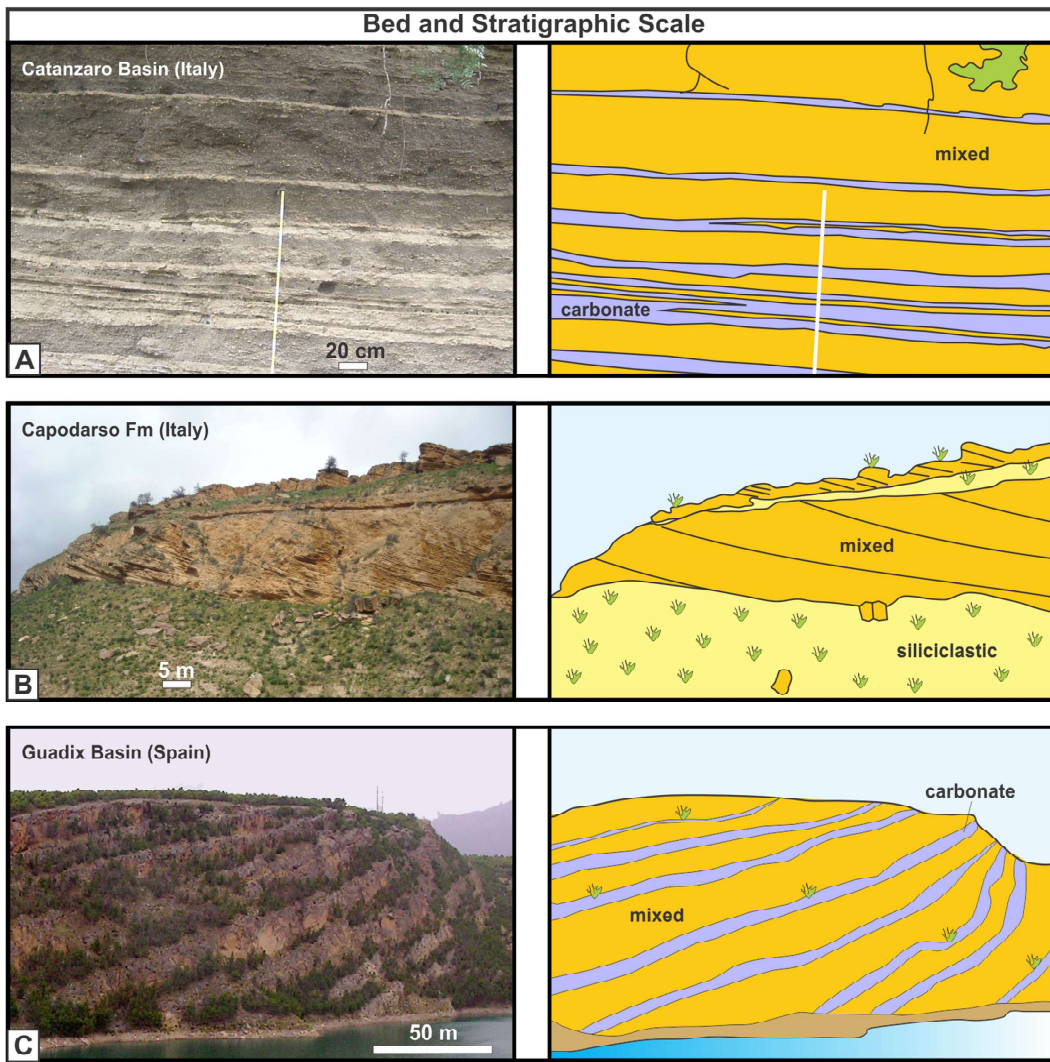 Bed and Stratigraphic Scale
Catanzaro Basin (Italy)
mixed
carbonate
20 cm
A
Capodarso Fm (Italy)
mixed
siliciclastic
5 m
B
Guadix Basin (Spain)
carbonate
mixed
50 m
C